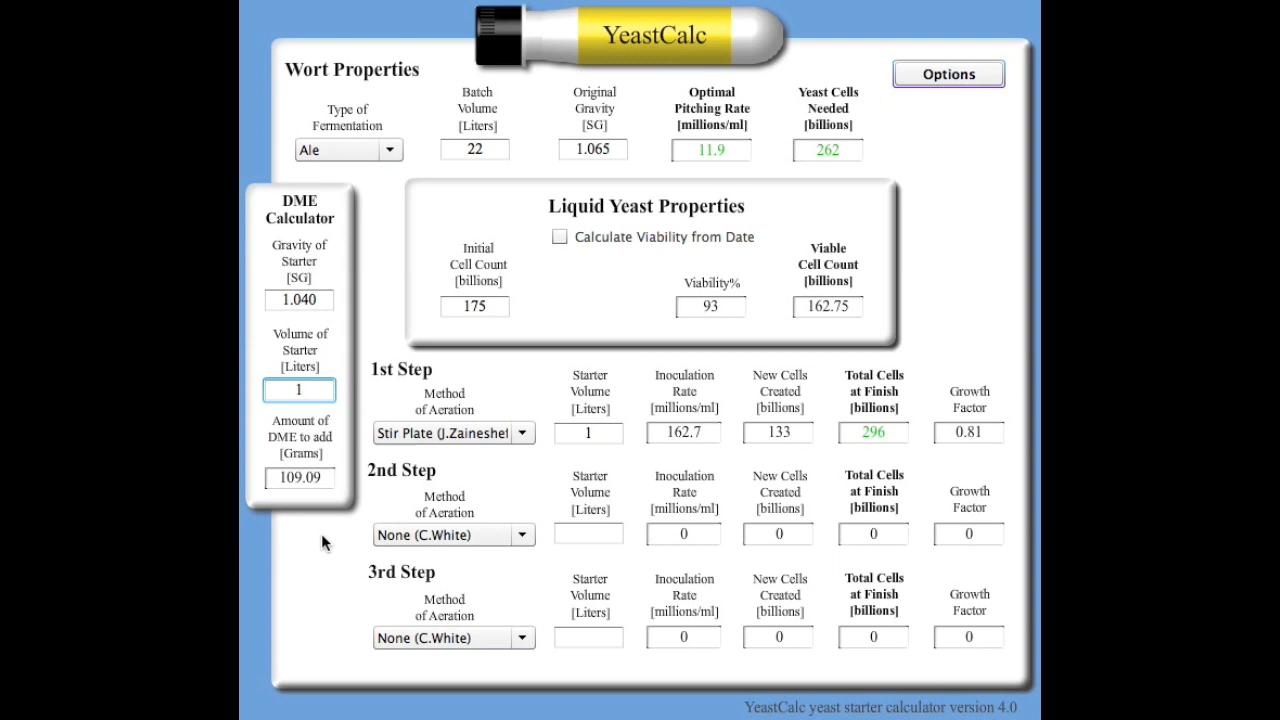 YeastCalc
Wort Properties
Options
Type of
Fermentation
Ale
Batch
Volume
[Liters]
22
Original
Gravity
[SG]
1.065
Optimal
Pitching Rate
[millions/ml]
11.9
Yeast Cells
Needed
[billions]
262
DME
Calculator
Gravity of
Starter
[SG]
1.040
Volume of
Starter
[Liters]
1
Amount of
DME to add
[Grams]
109.09
Liquid Yeast Properties
Calculate Viability from Date
Initial
Cell Count
[billions]
175
Viability%
93
Viable
Cell Count
[billions]
162.75
1st Step
Method
of Aeration
Stir Plate (J.Zaineshef
Starter
Volume
[Liters]
1
Inoculation
Rate
[millions/ml]
162.7
New Cells
Created
[billions]
133
Total Cells
at Finish
[billions]
296
Growth
Factor
0.81
2nd Step
Method
of Aeration
None (C.White)
Starter
Volume
[Liters]
Inoculation
Rate
[millions/ml]
0
New Cells
Created
[billions]
0
Total Cells
at Finish
[billions]
0
Growth
Factor
0
3rd Step
Method
of Aeration
None (C.White)
Starter
Volume
[Liters]
Inoculation
Rate
[millions/ml]
0
New Cells
Created
[billions]
0
Total Cells
at Finish
[billions]
0
Growth
Factor
0
YeastCalc yeast starter calculator version 4.0